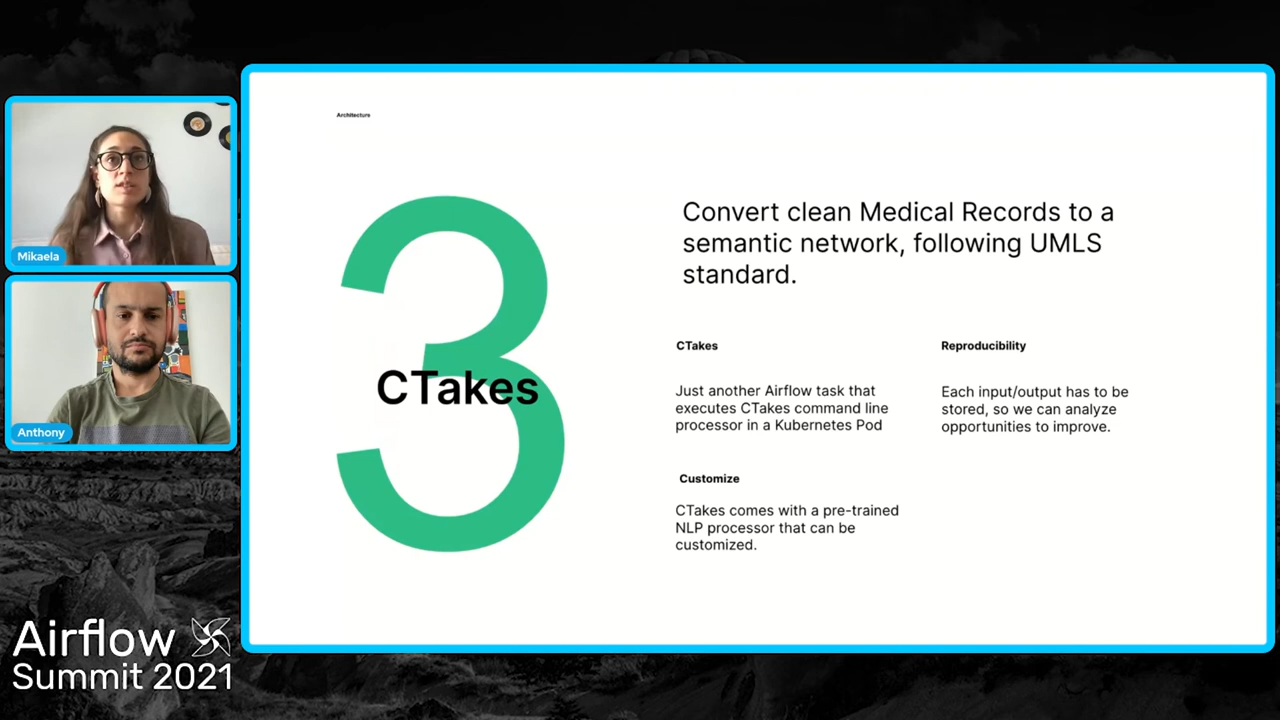 Architecture
3
CTakes
Convert clean Medical Records to a
semantic network, following UMLS
standard.
CTakes
Just another Airflow task that
executes CTakes command line
processor in a Kubernetes Pod
Reproducibility
Each input/output has to be
stored, so we can analyze
opportunities to improve.
Customize
CTakes comes with a pre-trained
NLP processor that can be
customized.
Mikaela
Anthony
Airflow
Summit 2021